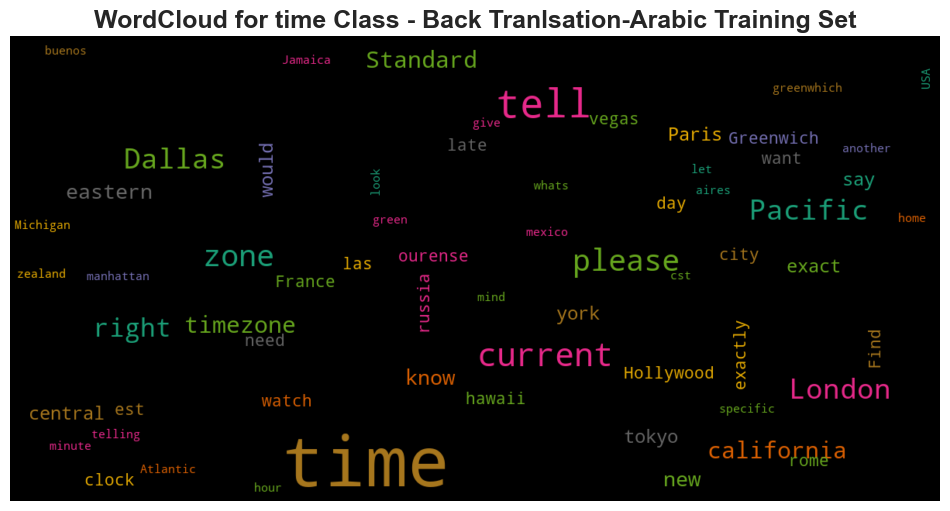 WordCloud for time Class - Back Tranlsation-Arabic Training Set
buenos
Jamaica
Standard
USA
greenwhich
tell
give
vegas
Paris
Greenwich
late
another
Dallas
would
want
let
look
whats
aires
say
eastern
day
Pacific
green
home
Michigan
mexico
zone
ourense
please
city
las
exact
zealand
manhattan
France
cst
russia
mind
york
right
timezone
need
current
exactly
Find
know
Hollywood
London
watch
hawaii
central
est
specific
telling
minute
tokyo
california
time
rome
Atlantic
clock
hour
new